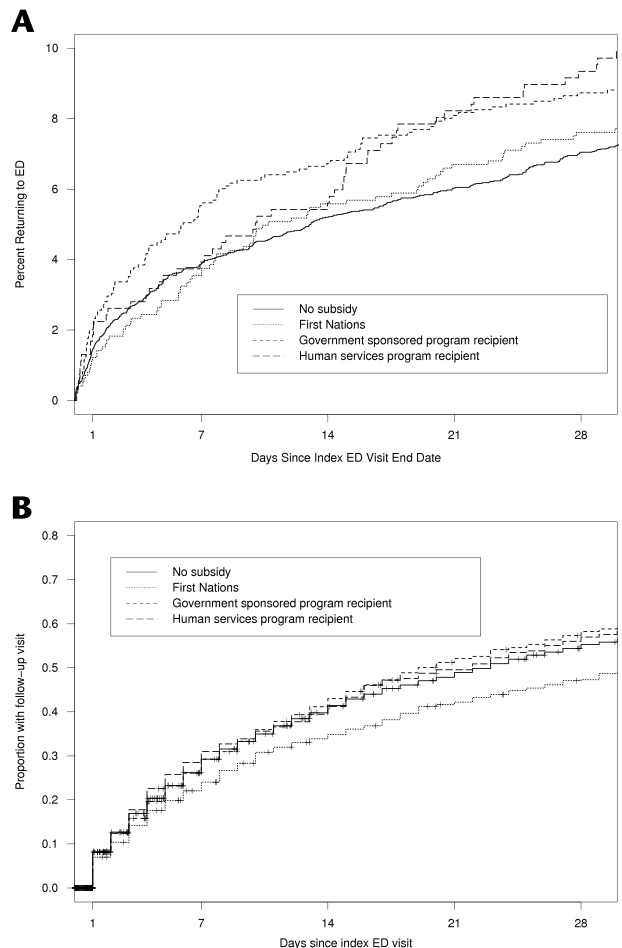 A
10
8
6
4
2
0
Percent Returning to ED
No subsidy
First Nations
Government sponsored program recipient
Human services program recipient
1 7 14 21 28
Days Since Index ED Visit End Date
B
0.8
0.7
0.6
0.5
0.4
0.3
0.2
0.1
0.0
Proportion with follow−up visit
No subsidy
First Nations
Government sponsored program recipient
Human services program recipient
1 7 14 21 28
Days since index ED visit